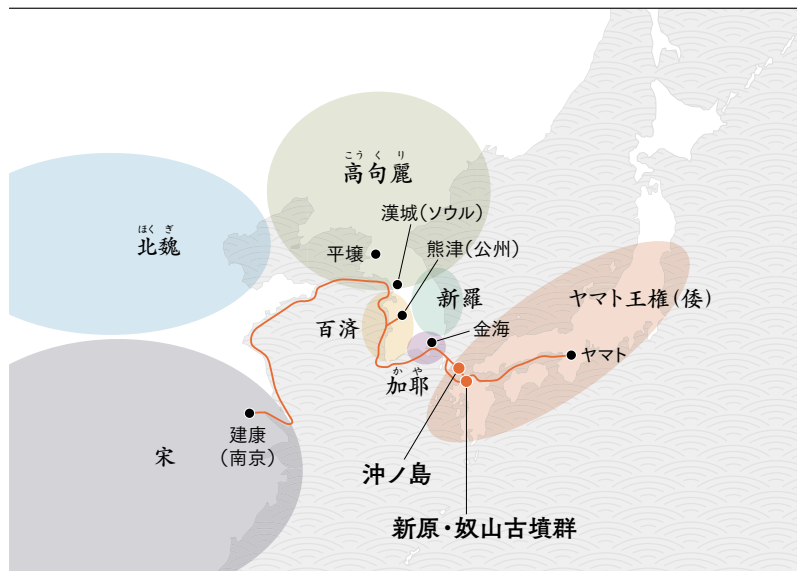 こうくり
高句麗
漢城（ソウル）
ほくぎ
北魏
平壌
熊津（公州）
新羅
ヤマト王権（倭）
百済
金海
ヤマト
かや
加耶
建康
（南京）
宋
沖ノ島
新原・奴山古墳群